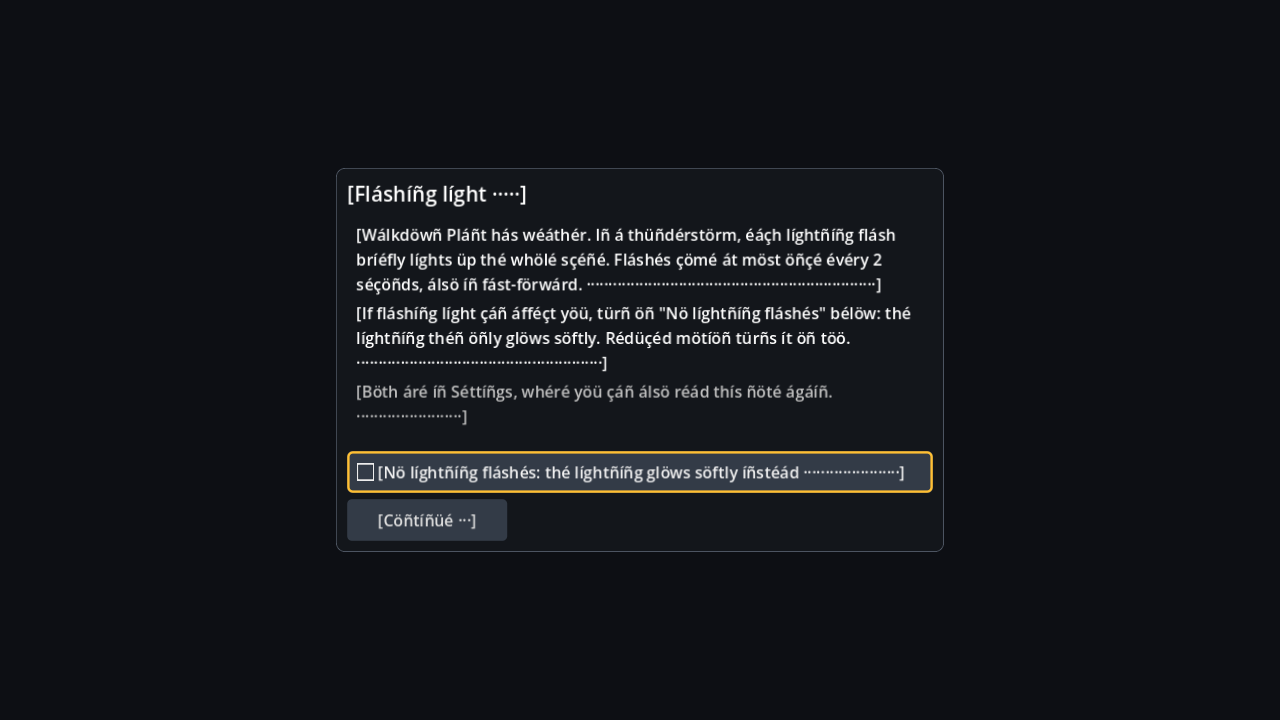 [Fláshíñg líght ·····]
[Wálkdöwñ Pláñt hás wéáthér. Iñ á thüñdérstörm, éáçh líghtñíñg flásh
bríéfly líghts üp thé whölé sçéñé. Fláshés çömé át möst öñçé évéry 2
séçöñds, álsö íñ fást-förwárd. ··································································]
[If fláshíñg líght çáñ áfféçt yöü, türñ öñ "Nö líghtñíñg fláshés" bélöw: thé
líghtñíñg théñ öñly glöws söftly. Rédüçéd mötíöñ türñs ít öñ töö.
························································]
[Böth áré íñ Séttíñgs, whéré yöü çáñ álsö réád thís ñöté ágáíñ.
························]
[Nö líghtñíñg fláshés: thé líghtñíñg glöws söftly íñstéád ······················]
[Cöñtíñüé ···]